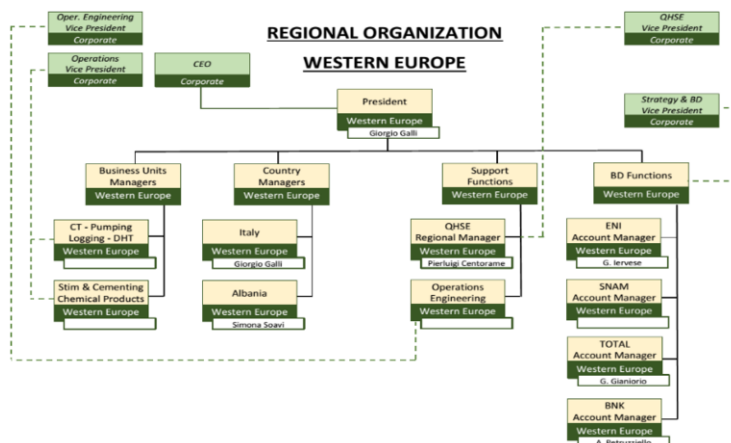 Oper. Engineering
Vice President
Corporate
REGIONAL ORGANIZATION
WESTERN EUROPE
QHSE
Vice President
Corporate
Operations
Vice President
Corporate
CEO
Corporate
Strategy & BD
Vice President
Corporate
President
Western Europe
Giorgio Galli
Business Units
Managers
Western Europe
Country
Managers
Western Europe
Support
Functions
Western Europe
BD Functions
Western Europe
CT - Pumping
Logging - DHT
Western Europe
Italy
Western Europe
Giorgio Galli
QHSE
Regional Manager
Western Europe
Pierluigi Centorame
ENI
Account Manager
Western Europe
G. Iervese
Stim & Cementing
Chemical Products
Western Europe
Albania
Western Europe
Simona Soavi
Operations
Engineering
Western Europe
SNAM
Account Manager
Western Europe
TOTAL
Account Manager
Western Europe
G. Gianiorio
BNK
Account Manager
Western Europe
A. Petruzziello